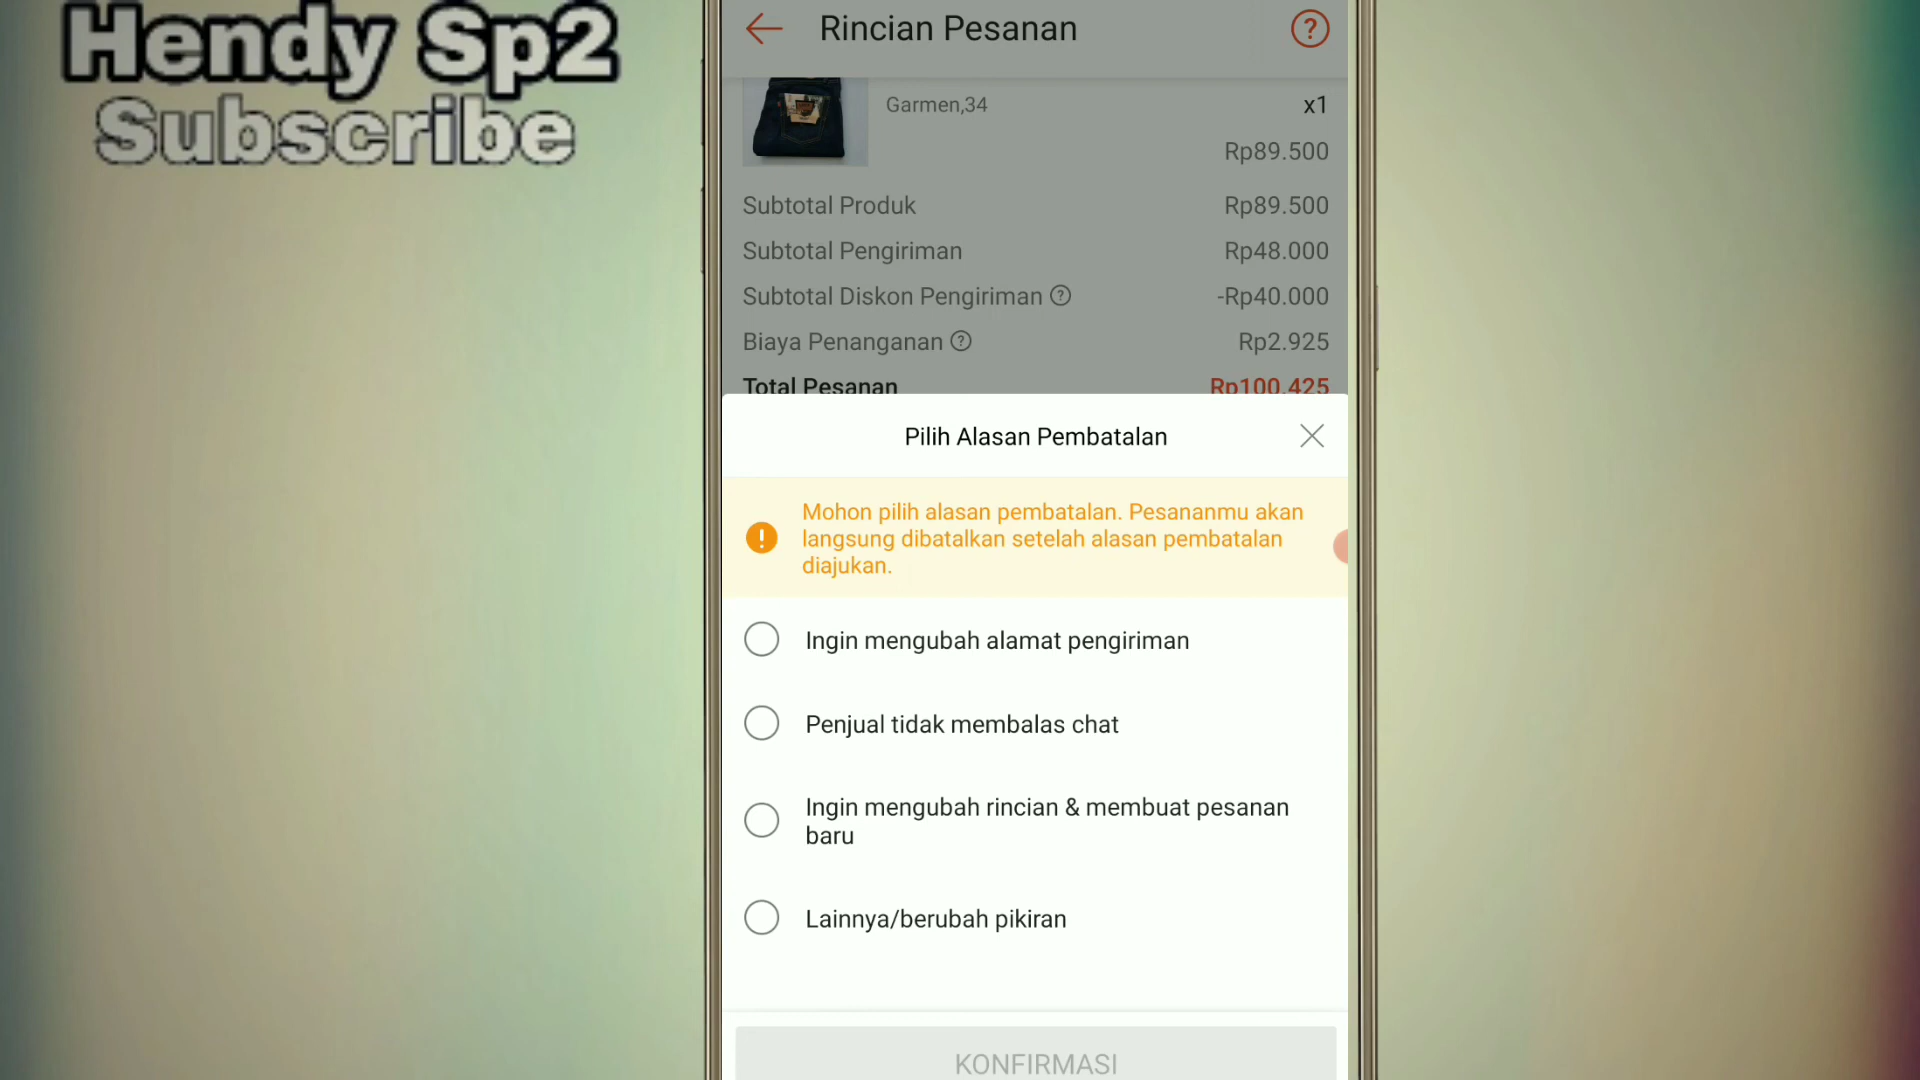 Hendy Sp2
Subscribe
Rincian Pesanan
?
Garmen,34
x1
Rp89.500
Subtotal Produk Rp89.500
Subtotal Pengiriman Rp48.000
Subtotal Diskon Pengiriman ? -Rp40.000
Biaya Penanganan ? Rp2.925
Total Pesanan Rp100.425
Pilih Alasan Pembatalan
! Mohon pilih alasan pembatalan. Pesananmu akan
langsung dibatalkan setelah alasan pembatalan
diajukan.
Ingin mengubah alamat pengiriman
Penjual tidak membalas chat
Ingin mengubah rincian & membuat pesanan
baru
Lainnya/berubah pikiran
KONFIRMASI